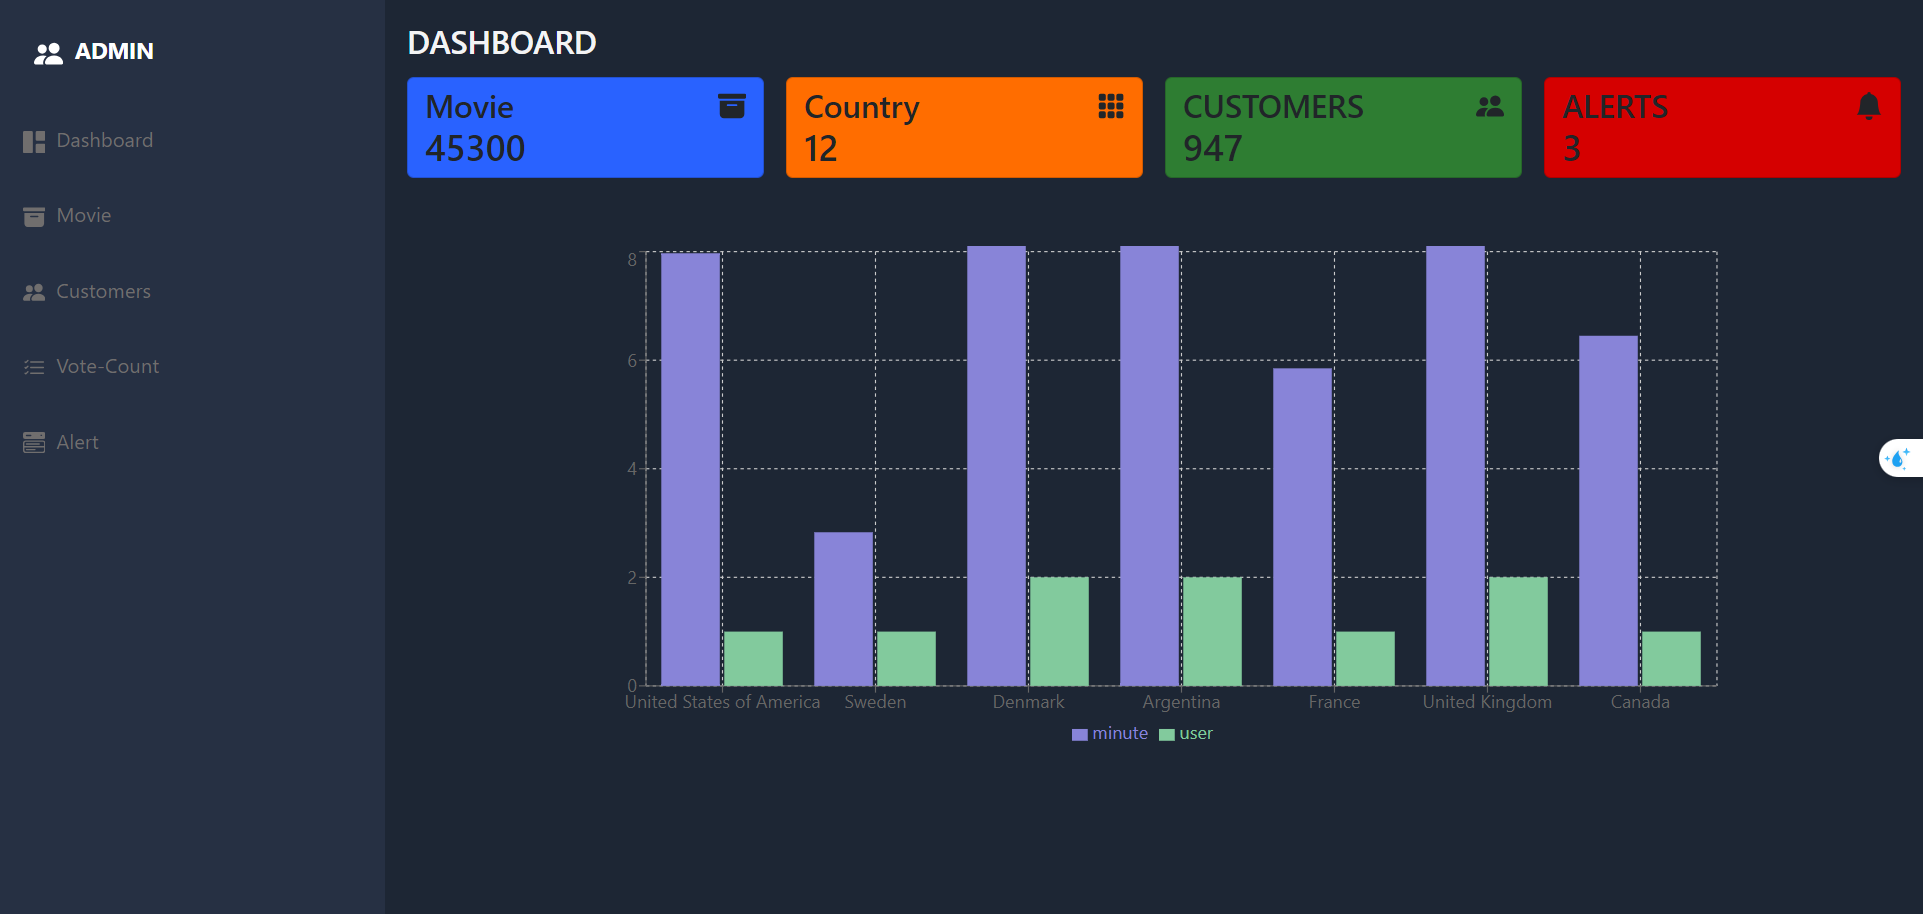 ADMIN
Dashboard
Movie
Customers
Vote-Count
Alert
DASHBOARD
Movie
45300
Country
12
CUSTOMERS
947
ALERTS
3
8
6
4
2
0
United States of America
Sweden
Denmark
Argentina
France
United Kingdom
Canada
minute
user